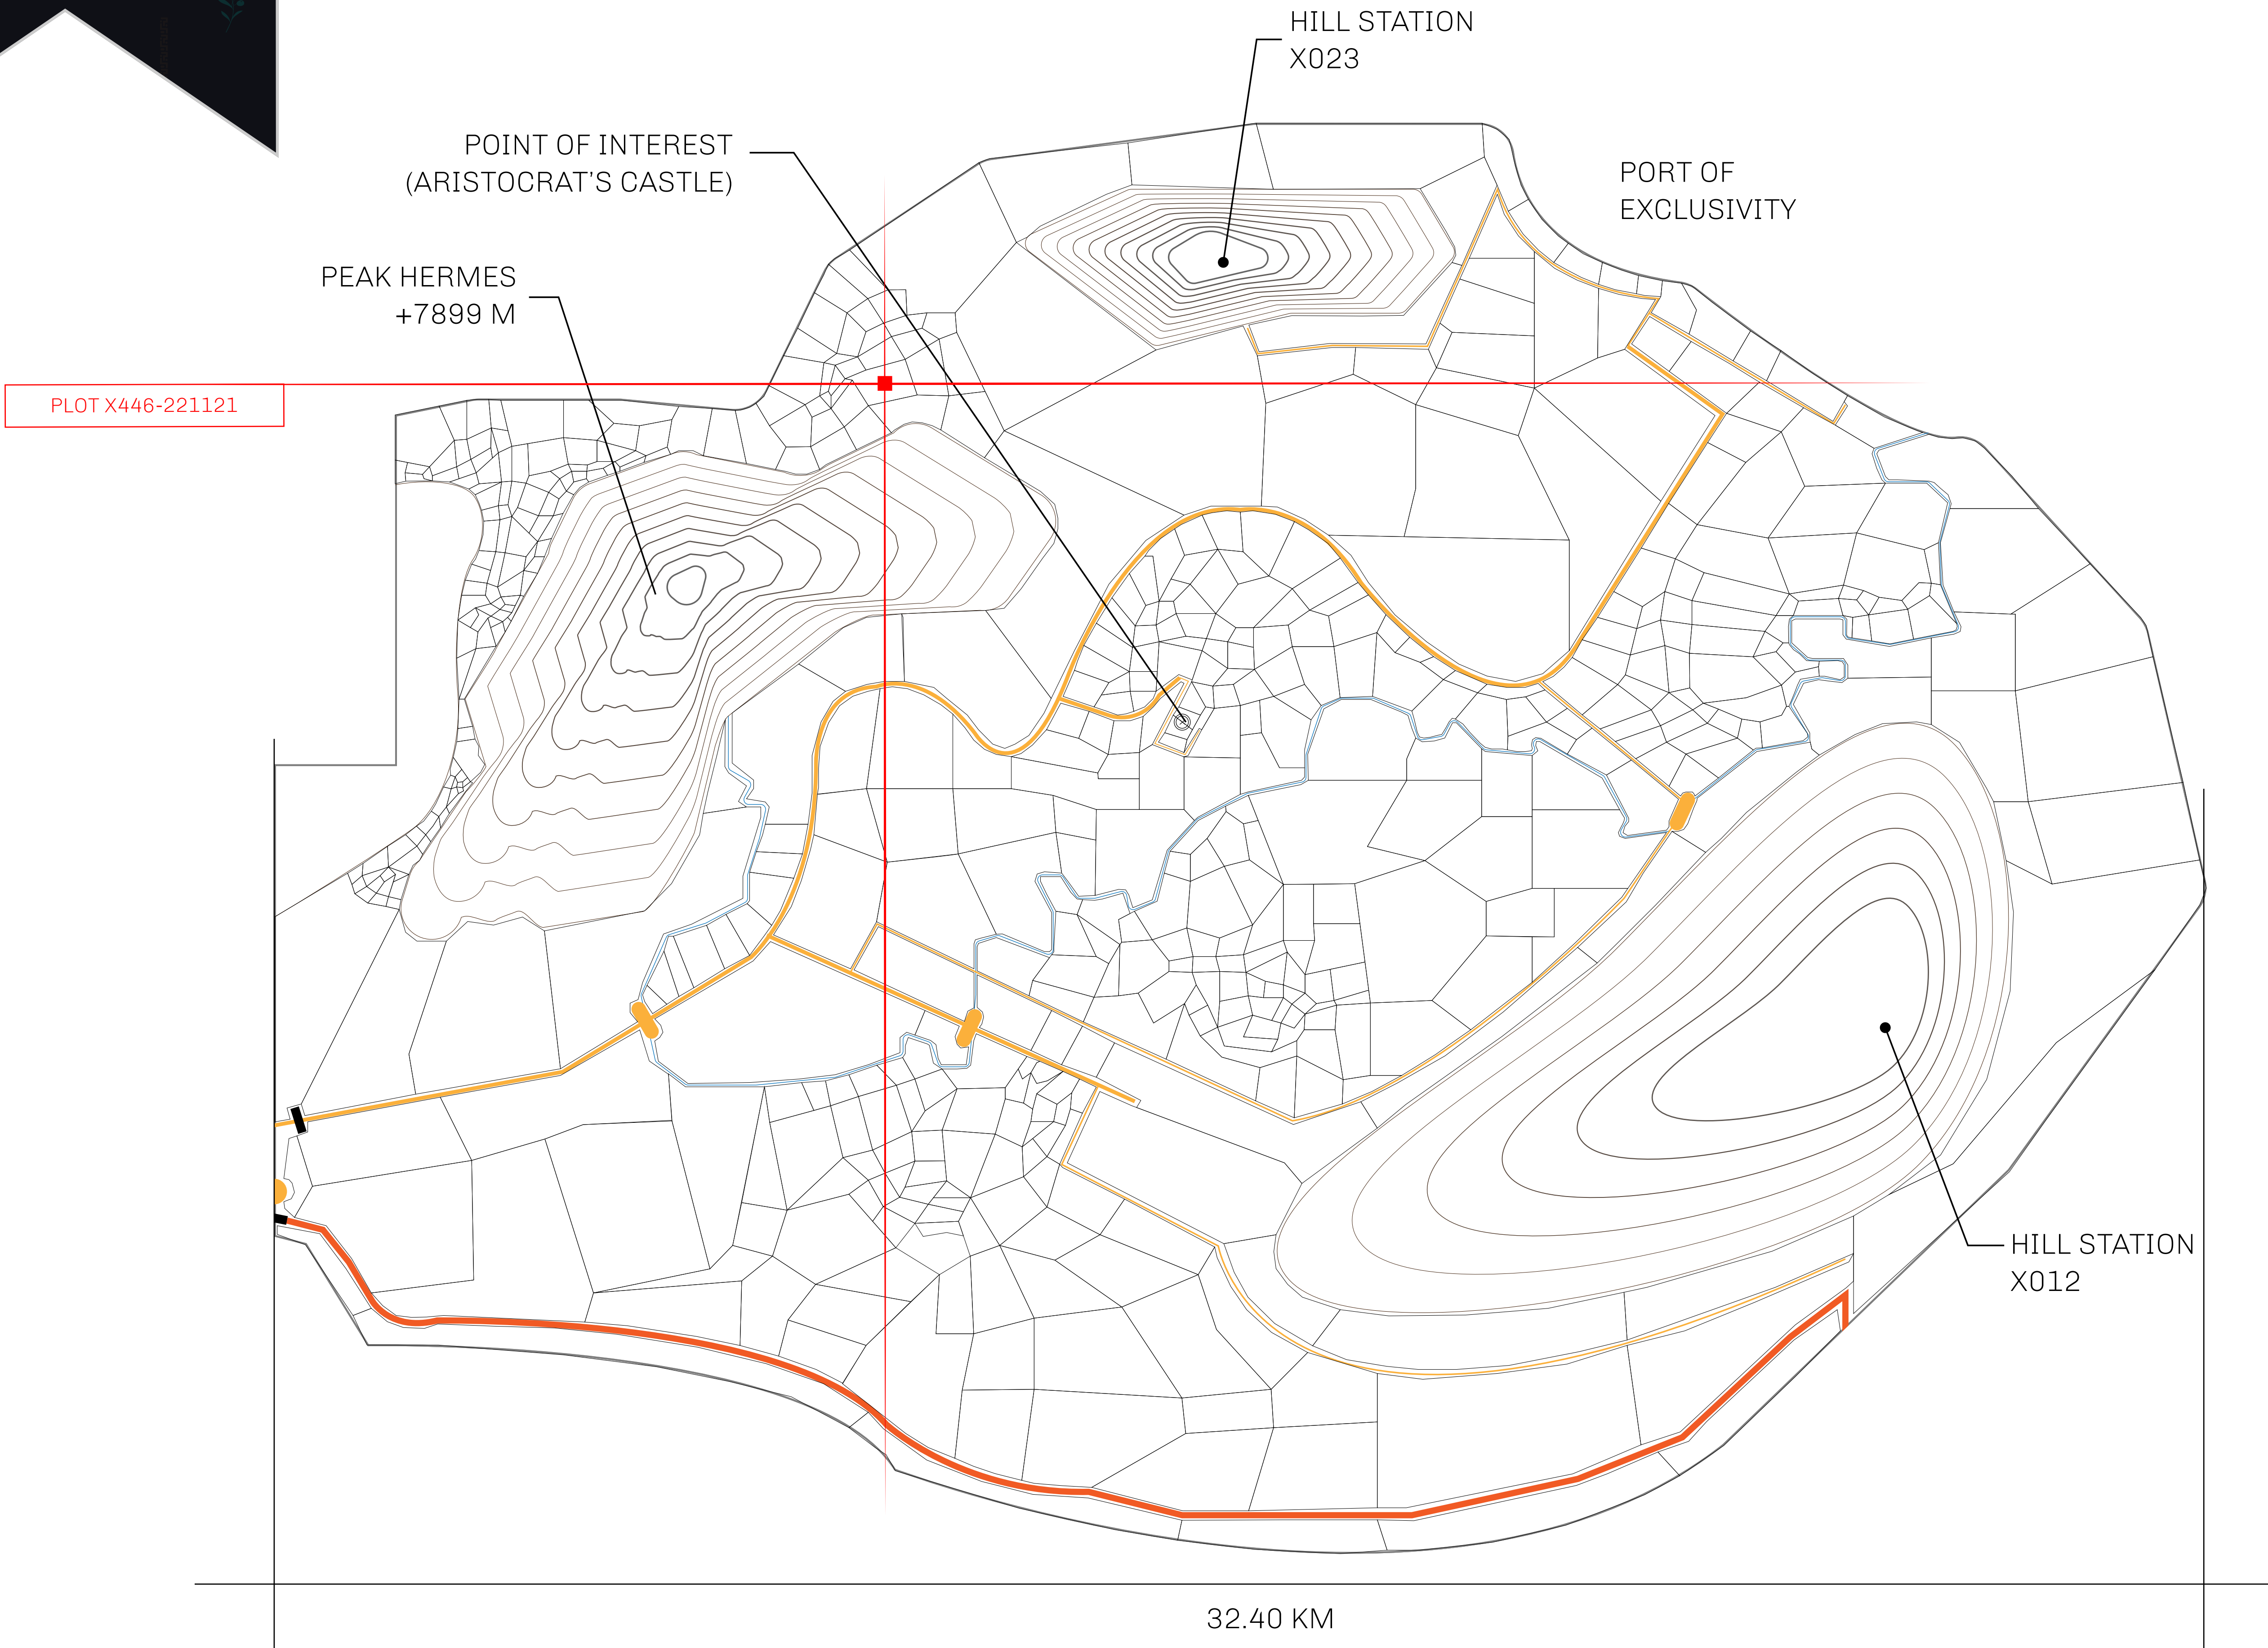 HILL STATION
X023
POINT OF INTEREST
(ARISTOCRAT'S CASTLE)
PORT OF
EXCLUSIVITY
PEAK HERMES
+7899 M
PLOT X446-221121
HILL STATION
X012
32.40 KM